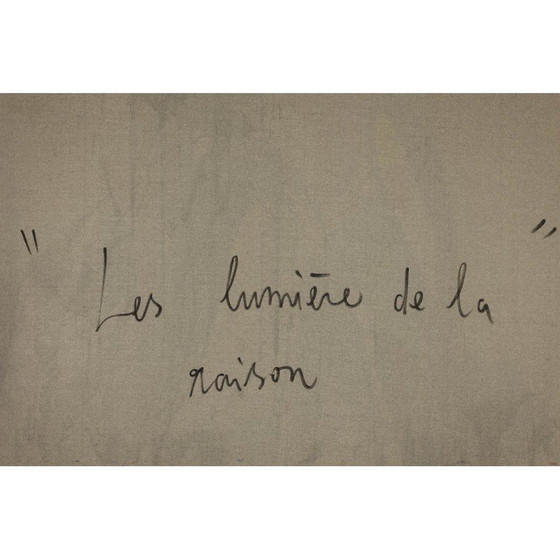 " Les lumière de la "
raison